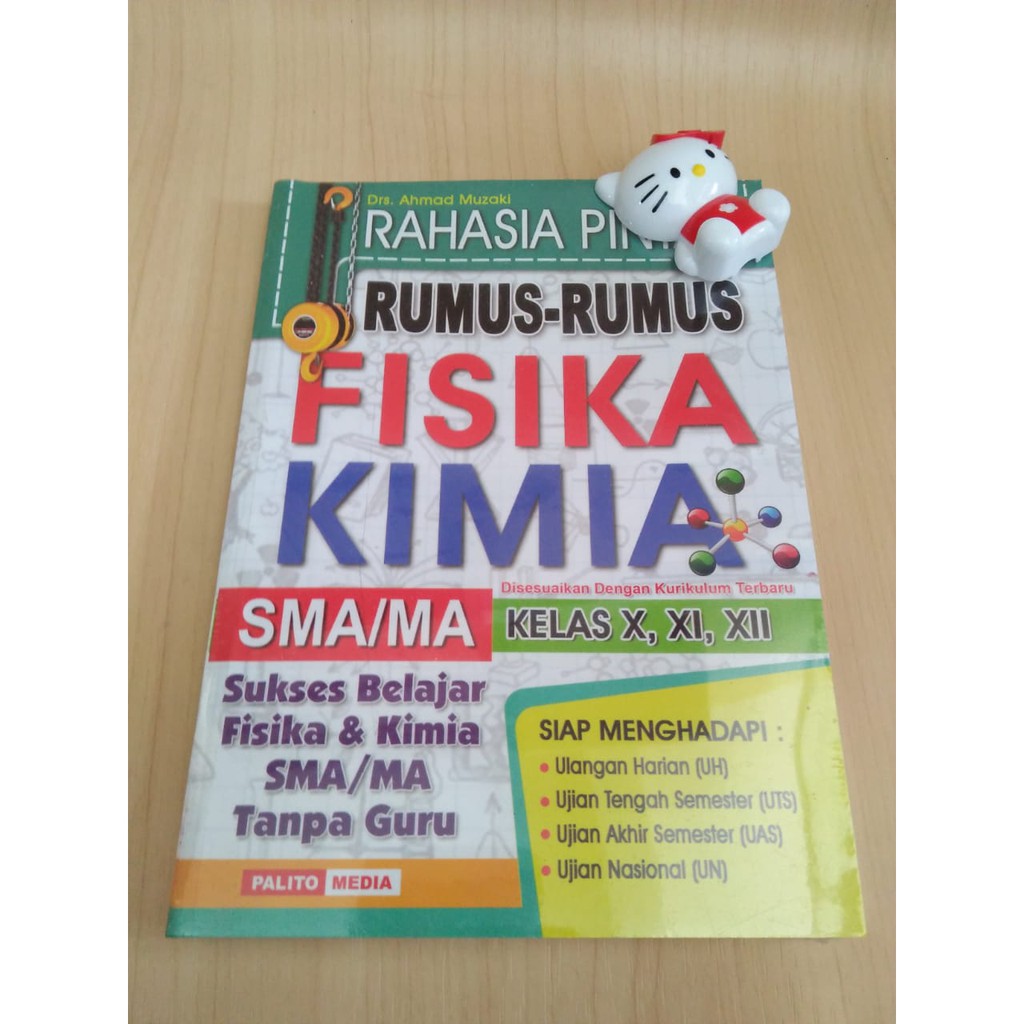 Drs. Ahmad Muzaki
RAHASIA
RUMUS-RUMUS
FISIKA
KIMIA
Disesuaikan Dengan Kurikulum Terbaru
SMA/MA
KELAS X, XI, XII
Sukses Belajar
Fisika & Kimia
SMA/MA
Tanpa Guru
SIAP MENGHADAPI :
• Ulangan Harian (UH)
• Ujian Tengah Semester (UTS)
• Ujian Akhir Semester (UAS)
• Ujian Nasional (UN)
PALITO MEDIA